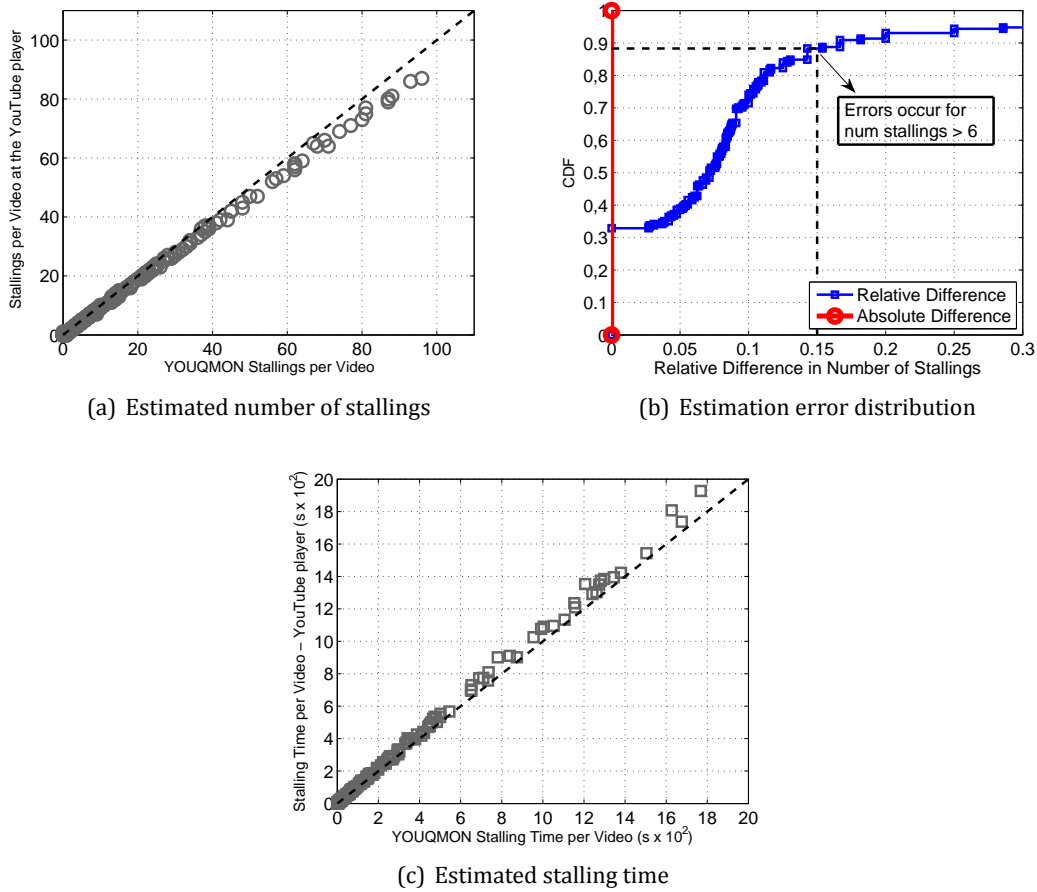 Stallings per Video at the YouTube player
110
100
80
60
40
20
0
0 20 40 60 80 100
YOUQMON Stallings per Video
(a) Estimated number of stallings
CDF
1
0.9
0.8
0.7
0.6
0.5
0.4
0.3
0,2
0.1
0
Errors occur for
num stallings > 6
Relative Difference
Absolute Difference
0 0.05 0.1 0.15 0.20 0.25 0.3
Relative Difference in Number of Stallings
(b) Estimation error distribution
Stalling Time per Video – YouTube player (s x 10²)
20
18
16
14
12
10
8
6
4
2
0
0 2 4 6 8 10 12 14 16 18 20
YOUQMON Stalling Time per Video (s x 10²)
(c) Estimated stalling time